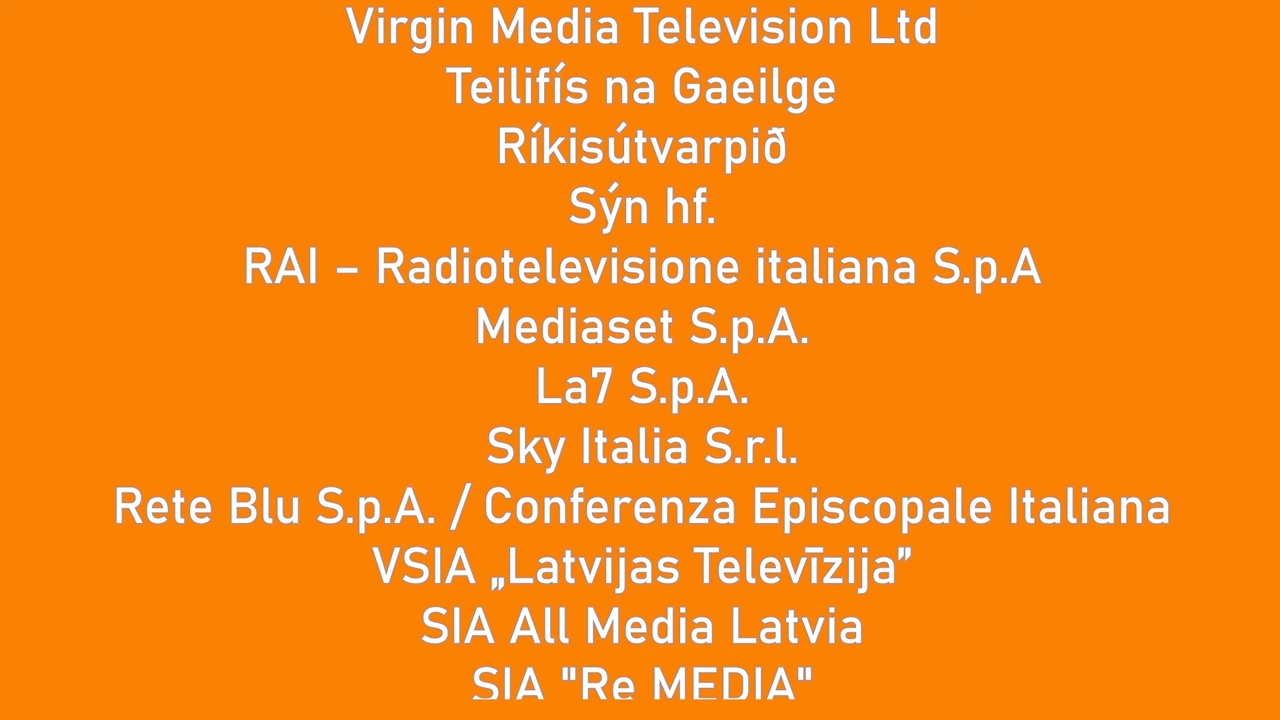 Virgin Media Television Ltd
Teilifís na Gaeilge
Ríkisútvarpið
Sýn hf.
RAI – Radiotelevisione italiana S.p.A
Mediaset S.p.A.
La7 S.p.A.
Sky Italia S.r.l.
Rete Blu S.p.A. / Conferenza Episcopale Italiana
VSIA „Latvijas Televīzija”
SIA All Media Latvia
SIA "Re MEDIA"